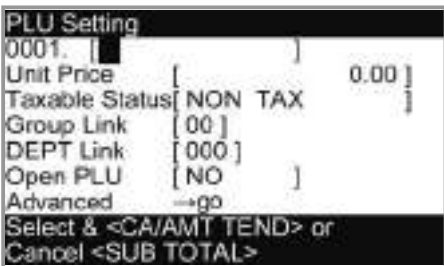 PLU Setting
0001. [ ]
Unit Price [ 0.00 ]
Taxable Status[ NON TAX ]
Group Link [ 00 ]
DEPT Link [ 000 ]
Open PLU [ NO ]
Advanced →go
Select & <CA/AMT TEND> or
Cancel <SUB TOTAL>